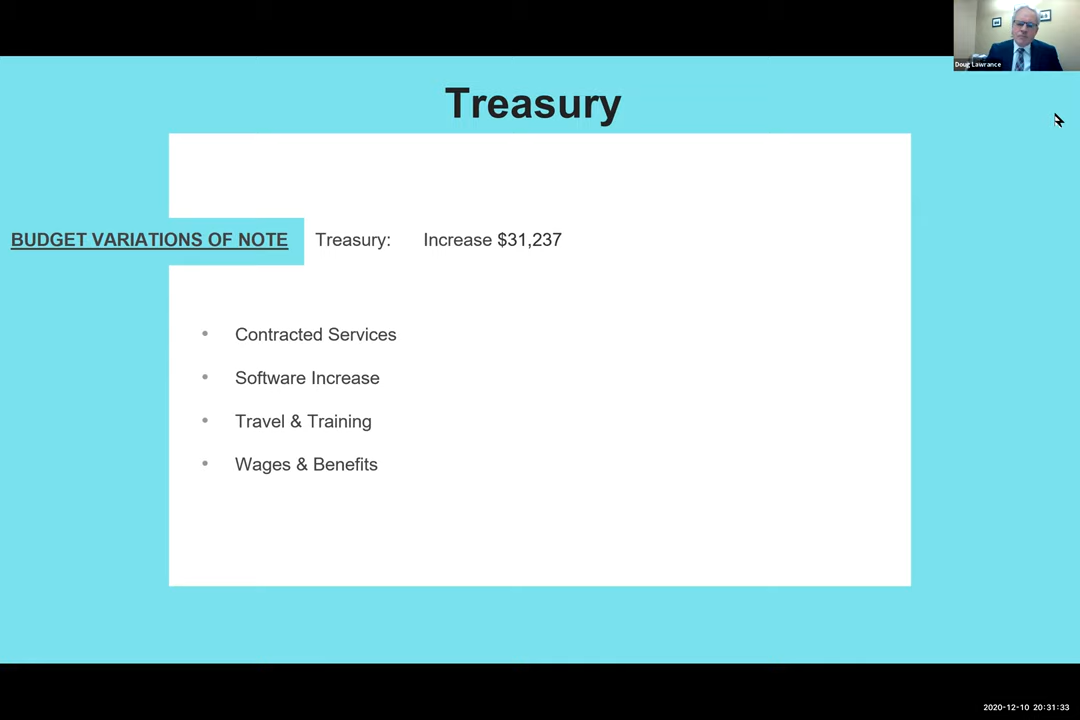 Doug Lawrance
Treasury
BUDGET VARIATIONS OF NOTE Treasury: Increase $31,237
• Contracted Services
• Software Increase
• Travel & Training
• Wages & Benefits
2020-12-10 20:31:33